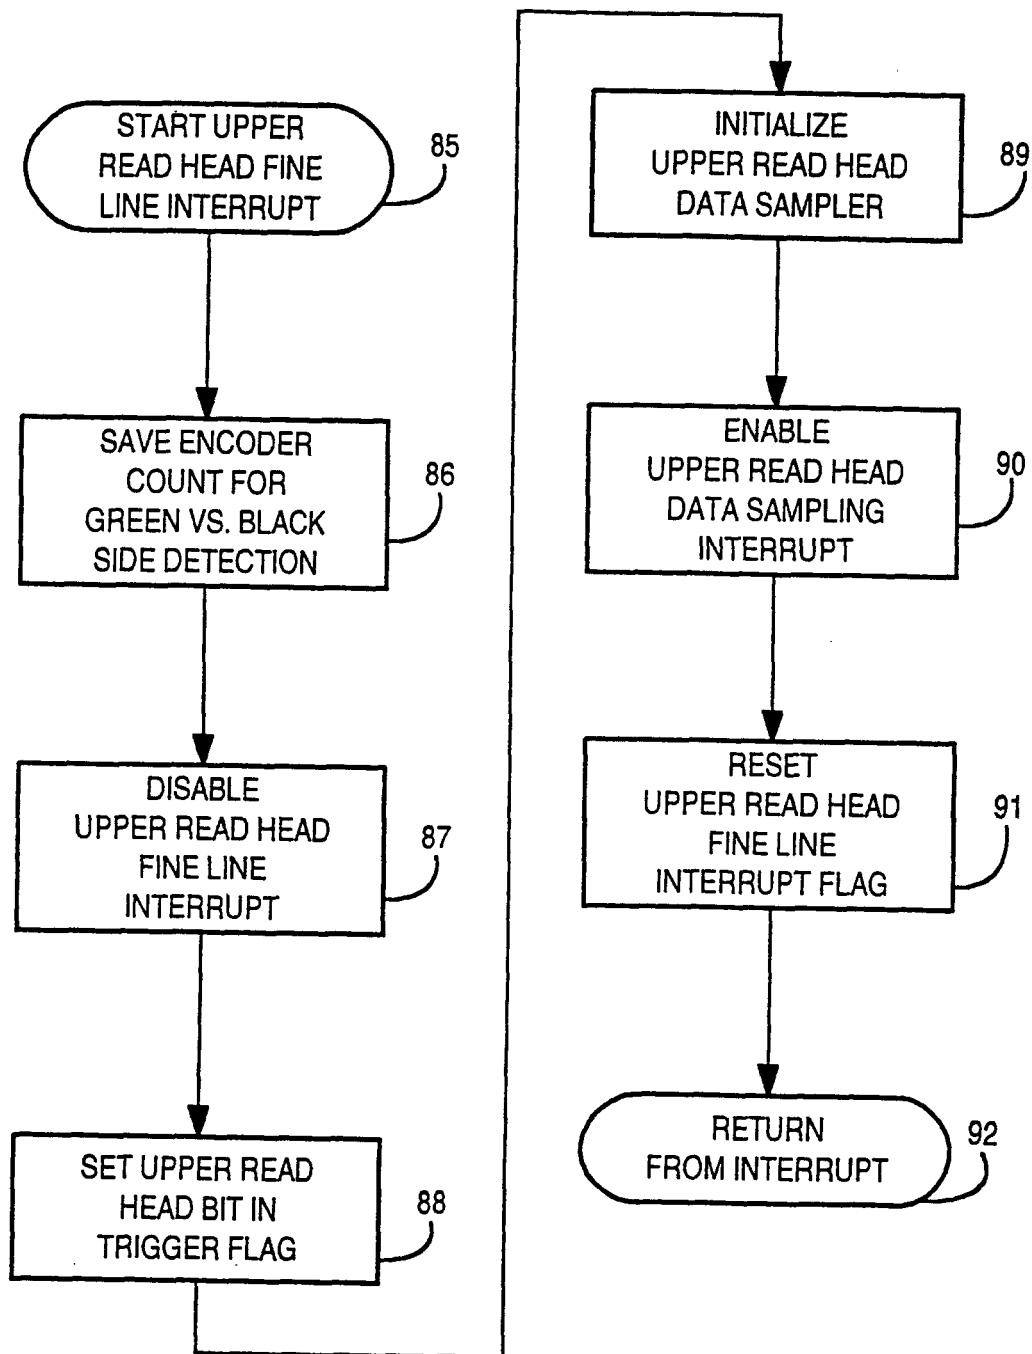 START UPPER
READ HEAD FINE
LINE INTERRUPT
85
SAVE ENCODER
COUNT FOR
GREEN VS. BLACK
SIDE DETECTION
86
DISABLE
UPPER READ HEAD
FINE LINE
INTERRUPT
87
SET UPPER READ
HEAD BIT IN
TRIGGER FLAG
88
INITIALIZE
UPPER READ HEAD
DATA SAMPLER
89
ENABLE
UPPER READ HEAD
DATA SAMPLING
INTERRUPT
90
RESET
UPPER READ HEAD
FINE LINE
INTERRUPT FLAG
91
RETURN
FROM INTERRUPT
92